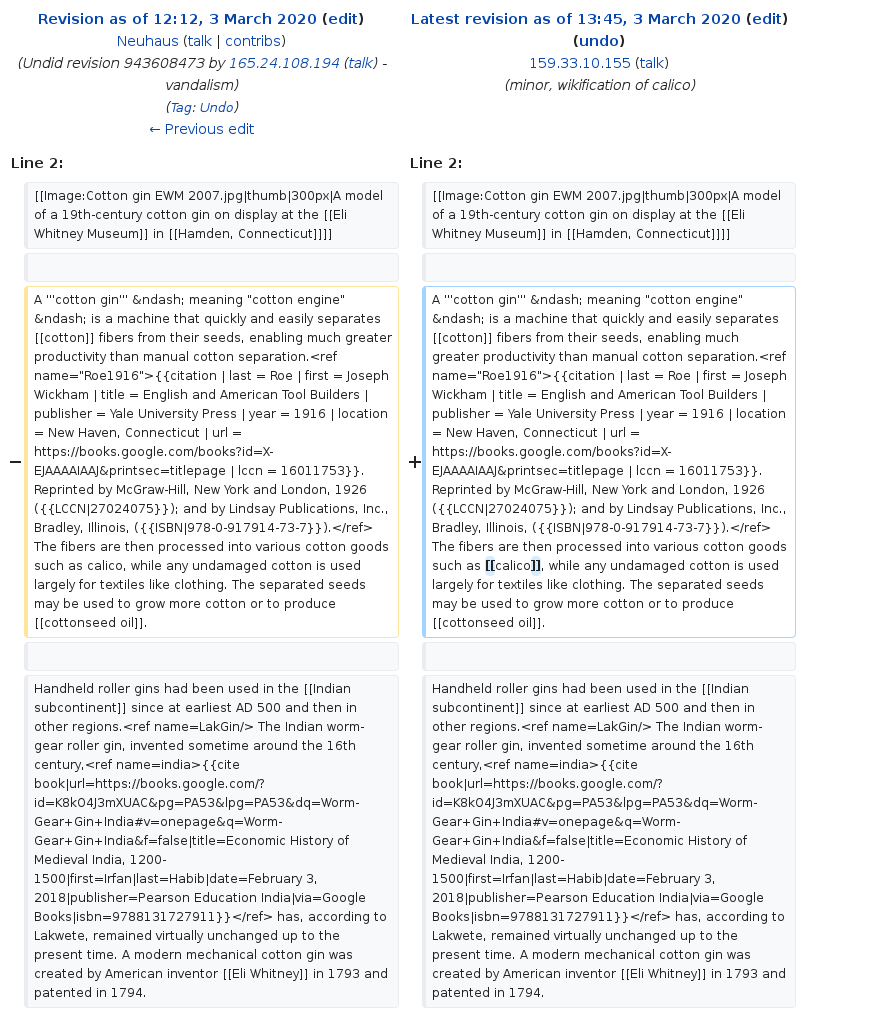 Revision as of 12:12, 3 March 2020 (edit)
Neuhaus (talk | contribs)
(Undid revision 943608473 by 165.24.108.194 (talk) -
vandalism)
(Tag: Undo)
← Previous edit
Latest revision as of 13:45, 3 March 2020 (edit)
(undo)
159.33.10.155 (talk)
(minor, wikification of calico)
Line 2:
[[Image:Cotton gin EWM 2007.jpg|thumb|300px|A model
of a 19th-century cotton gin on display at the [[Eli
Whitney Museum]] in [[Hamden, Connecticut]]]]
−
A '''cotton gin''' &ndash; meaning "cotton engine"
&ndash; is a machine that quickly and easily separates
[[cotton]] fibers from their seeds, enabling much greater
productivity than manual cotton separation.<ref
name="Roe1916">{{citation | last = Roe | first = Joseph
Wickham | title = English and American Tool Builders |
publisher = Yale University Press | year = 1916 | location
= New Haven, Connecticut | url =
https://books.google.com/books?id=X-
EJAAAAIAAJ&printsec=titlepage | lccn = 16011753}}.
Reprinted by McGraw-Hill, New York and London, 1926
({{LCCN|27024075}}); and by Lindsay Publications, Inc.,
Bradley, Illinois, ({{ISBN|978-0-917914-73-7}}).</ref>
The fibers are then processed into various cotton goods
such as calico, while any undamaged cotton is used
largely for textiles like clothing. The separated seeds
may be used to grow more cotton or to produce
[[cottonseed oil]].
Handheld roller gins had been used in the [[Indian
subcontinent]] since at earliest AD 500 and then in
other regions.<ref name=LakGin/> The Indian worm-
gear roller gin, invented sometime around the 16th
century,<ref name=india>{{cite
book|url=https://books.google.com/?
id=K8kO4J3mXUAC&pg=PA53&lpg=PA53&dq=Worm-
Gear+Gin+India#v=onepage&q=Worm-
Gear+Gin+India&f=false|title=Economic History of
Medieval India, 1200-
1500|first=Irfan|last=Habib|date=February 3,
2018|publisher=Pearson Education India|via=Google
Books|isbn=9788131727911}}</ref> has, according to
Lakwete, remained virtually unchanged up to the
present time. A modern mechanical cotton gin was
created by American inventor [[Eli Whitney]] in 1793 and
patented in 1794.
Line 2:
[[Image:Cotton gin EWM 2007.jpg|thumb|300px|A model
of a 19th-century cotton gin on display at the [[Eli
Whitney Museum]] in [[Hamden, Connecticut]]]]
+
A '''cotton gin''' &ndash; meaning "cotton engine"
&ndash; is a machine that quickly and easily separates
[[cotton]] fibers from their seeds, enabling much
greater productivity than manual cotton separation.<ref
name="Roe1916">{{citation | last = Roe | first = Joseph
Wickham | title = English and American Tool Builders |
publisher = Yale University Press | year = 1916 | location
= New Haven, Connecticut | url =
https://books.google.com/books?id=X-
EJAAAAIAAJ&printsec=titlepage | lccn = 16011753}}.
Reprinted by McGraw-Hill, New York and London, 1926
({{LCCN|27024075}}); and by Lindsay Publications, Inc.,
Bradley, Illinois, ({{ISBN|978-0-917914-73-7}}).</ref>
The fibers are then processed into various cotton goods
such as [[calico]], while any undamaged cotton is used
largely for textiles like clothing. The separated seeds
may be used to grow more cotton or to produce
[[cottonseed oil]].
Handheld roller gins had been used in the [[Indian
subcontinent]] since at earliest AD 500 and then in
other regions.<ref name=LakGin/> The Indian worm-
gear roller gin, invented sometime around the 16th
century,<ref name=india>{{cite
book|url=https://books.google.com/?
id=K8kO4J3mXUAC&pg=PA53&lpg=PA53&dq=Worm-
Gear+Gin+India#v=onepage&q=Worm-
Gear+Gin+India&f=false|title=Economic History of
Medieval India, 1200-
1500|first=Irfan|last=Habib|date=February 3,
2018|publisher=Pearson Education India|via=Google
Books|isbn=9788131727911}}</ref> has, according to
Lakwete, remained virtually unchanged up to the
present time. A modern mechanical cotton gin was
created by American inventor [[Eli Whitney]] in 1793 and
patented in 1794.